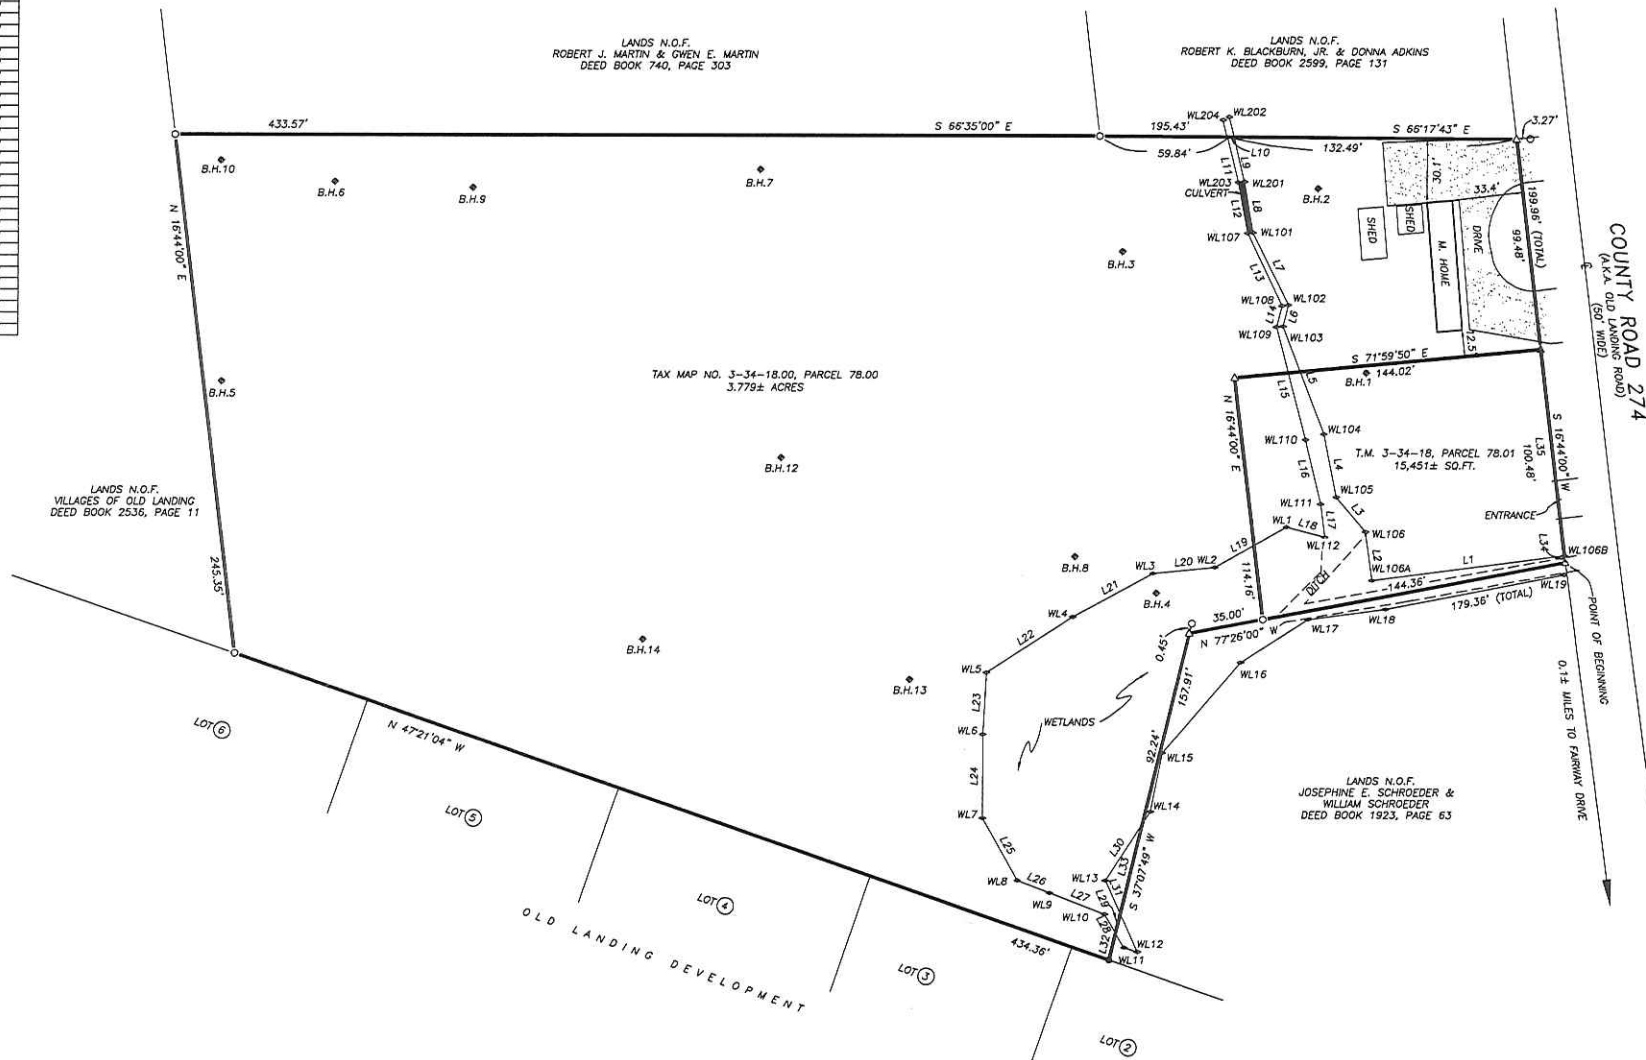 LANDS N.O.F.
ROBERT J. MARTIN & GWEN E. MARTIN
DEED BOOK 740, PAGE 303
LANDS N.O.F.
ROBERT K. BLACKBURN, JR. & DONNA ADKINS
DEED BOOK 2599, PAGE 131
433.57'
S 66°35'00" E
195.43'
S 66°17'43" E
3.27'
WL204
WL202
59.84'
L10
132.49'
L11
L9
WL203
WL201
CULVERT
L12
L8
WL107
WL101
B.H.10
B.H.6
B.H.9
B.H.7
B.H.2
B.H.3
30.1'
33.4'
SHED
SHED
M. HOME
DRIVE
199.96' (TOTAL)
99.48'
COUNTY ROAD 274
(A.K.A. OLD LANDING ROAD)
(50' WIDE)
N 16°44'00" E
L13
L7
WL108
WL102
L14
L6
WL109
WL103
12.5'
S 71°59'50" E
144.02'
B.H.1
L15
L5
TAX MAP NO. 3-34-18.00, PARCEL 78.00
3.779± ACRES
B.H.5
B.H.12
N 16°44'00" E
114.16'
WL110
WL104
L16
L4
T.M. 3-34-18, PARCEL 78.01
15,451± SQ.FT.
S 16°44'00" W
L35
100.48'
LANDS N.O.F.
VILLAGES OF OLD LANDING
DEED BOOK 2536, PAGE 11
WL111
WL105
L17
L3
ENTRANCE
WL1
L18
WL112
WL106
L2
WL106A
L1
L34
WL106B
WL19
DITCH
144.36'
179.36' (TOTAL)
WL18
WL17
WL16
POINT OF BEGINNING
0.1± MILES TO FAIRWAY DRIVE
B.H.8
WL3
L20
WL2
L19
L21
B.H.4
WL4
35.00'
N 77°26'00" W
0.45'
L22
245.35'
B.H.14
B.H.13
WL5
L23
WL6
WETLANDS
157.91'
92.24'
WL15
L24
WL7
WL14
L25
L30
L33
S 37°07'49" W
WL13
L31
WL8
L26
WL9
L27
L29
WL10
L28
L32
WL12
WL11
LANDS N.O.F.
JOSEPHINE E. SCHROEDER &
WILLIAM SCHROEDER
DEED BOOK 1923, PAGE 63
N 47°21'04" W
434.36'
LOT 6
LOT 5
LOT 4
LOT 3
LOT 2
OLD LANDING DEVELOPMENT